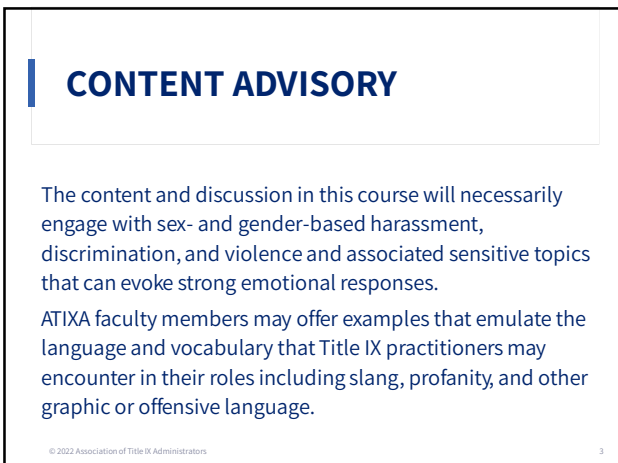 CONTENT ADVISORY
The content and discussion in this course will necessarily
engage with sex- and gender-based harassment,
discrimination, and violence and associated sensitive topics
that can evoke strong emotional responses.
ATIXA faculty members may offer examples that emulate the
language and vocabulary that Title IX practitioners may
encounter in their roles including slang, profanity, and other
graphic or offensive language.
© 2022 Association of Title IX Administrators
3